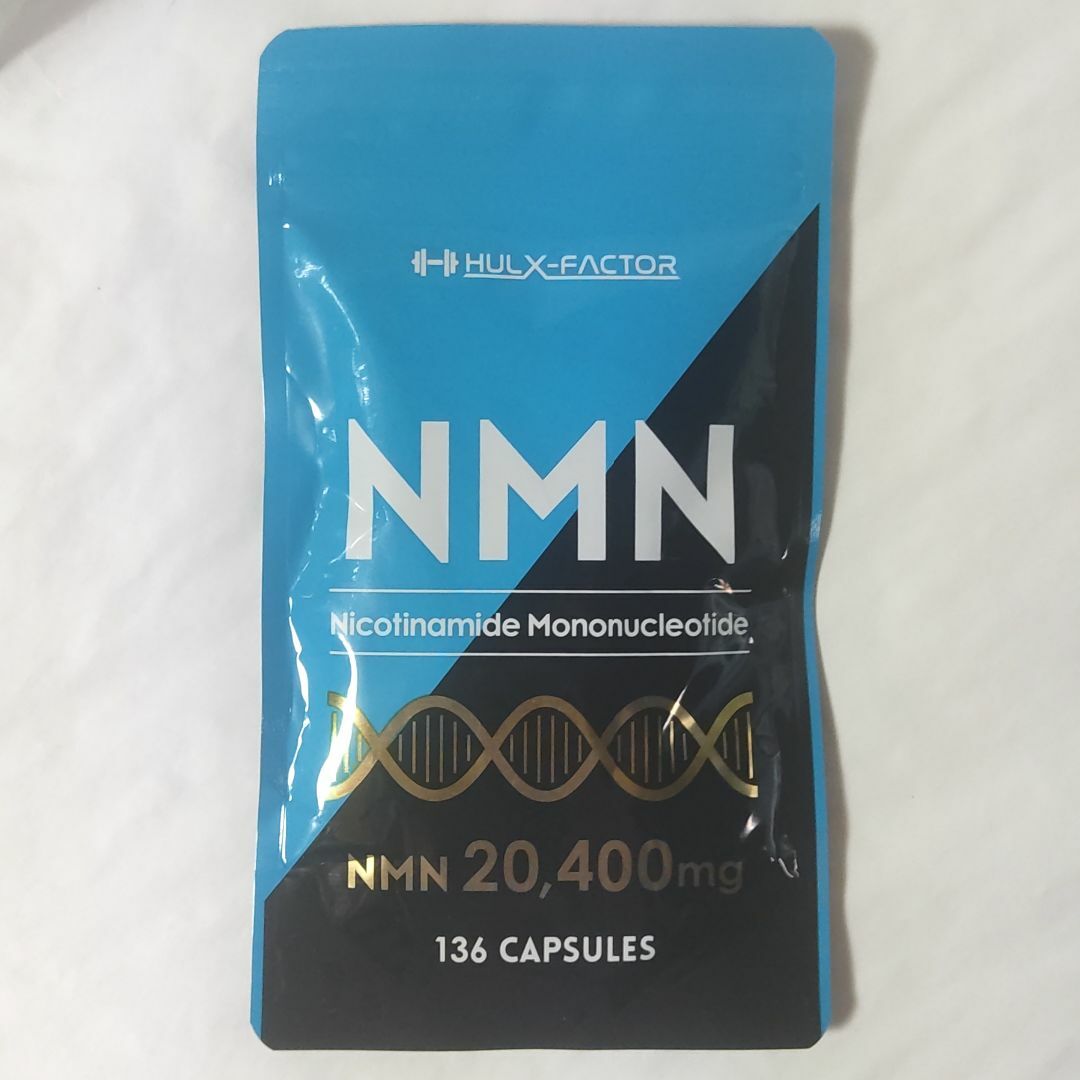 HULX-FACTOR
NMN
Nicotinamide Mononucleotide
NMN 20,400mg
136 CAPSULES